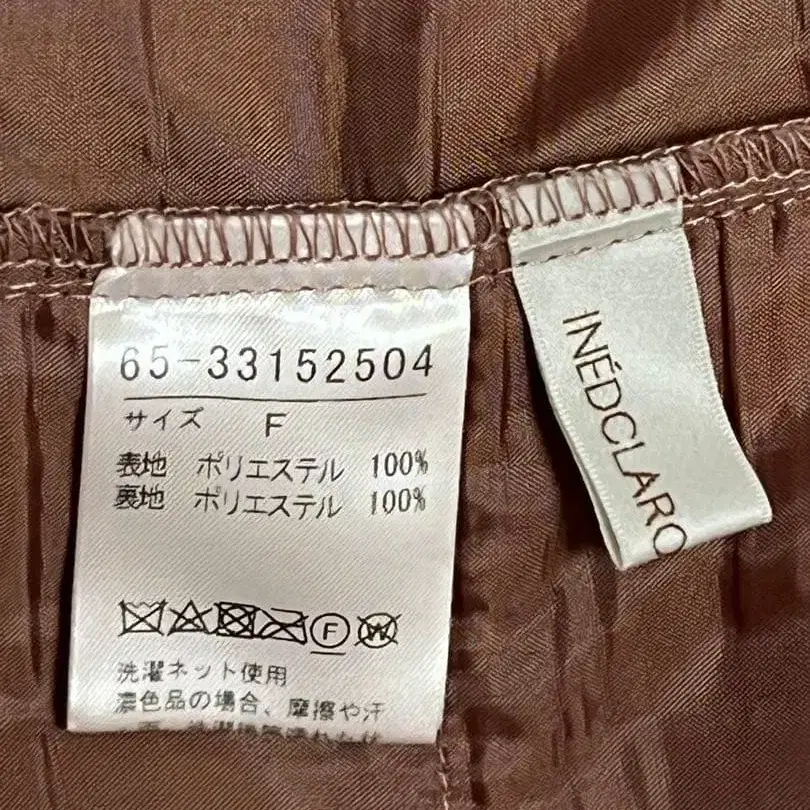 65-33152504
サイズ F
表地 ポリエステル 100%
裏地 ポリエステル 100%
F
W
洗濯ネット使用
濃色品の場合、摩擦や汗
INÉDCLARO